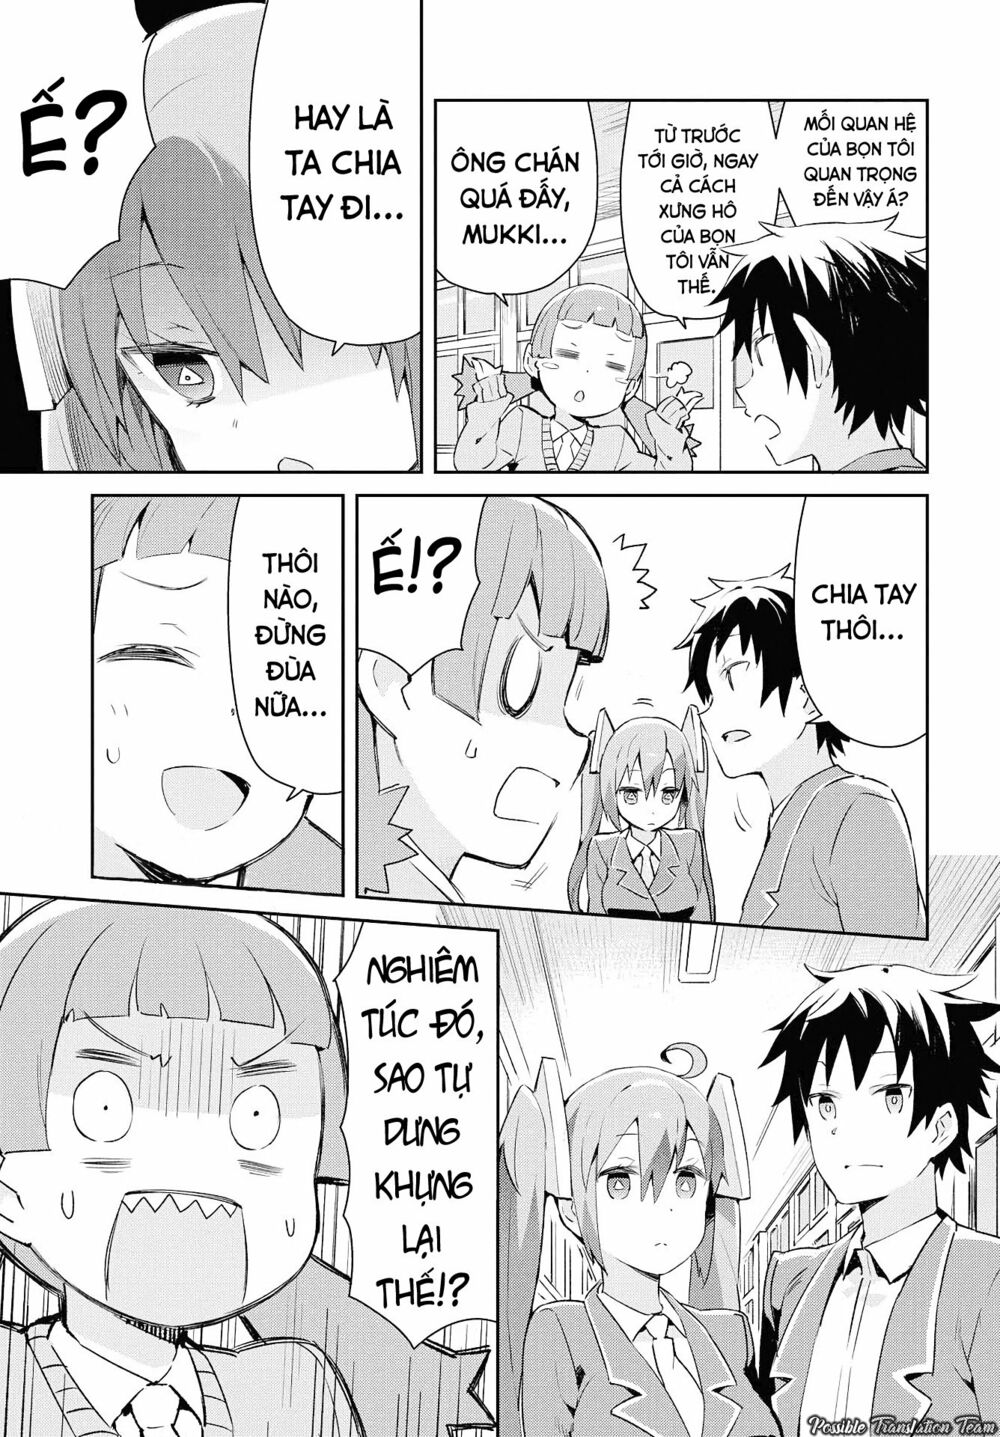 MỐI QUAN HỆ
CỦA BỌN TÔI
QUAN TRỌNG
ĐẾN VẬY Á?
TỪ TRƯỚC
TỚI GIỜ, NGAY
CẢ CÁCH
XƯNG HÔ
CỦA BỌN
TÔI VẪN
THẾ.
ÔNG CHÁN
QUÁ ĐẤY,
MUKKI...
HAY LÀ
TA CHIA
TAY ĐI...
Ế?
CHIA TAY
THÔI...
Ế!?
THÔI
NÀO,
ĐỪNG
ĐÙA
NỮA...
NGHIÊM
TÚC ĐÓ,
SAO TỰ
DƯNG
KHỰNG
LẠI
THẾ!?
Possible Translation Team